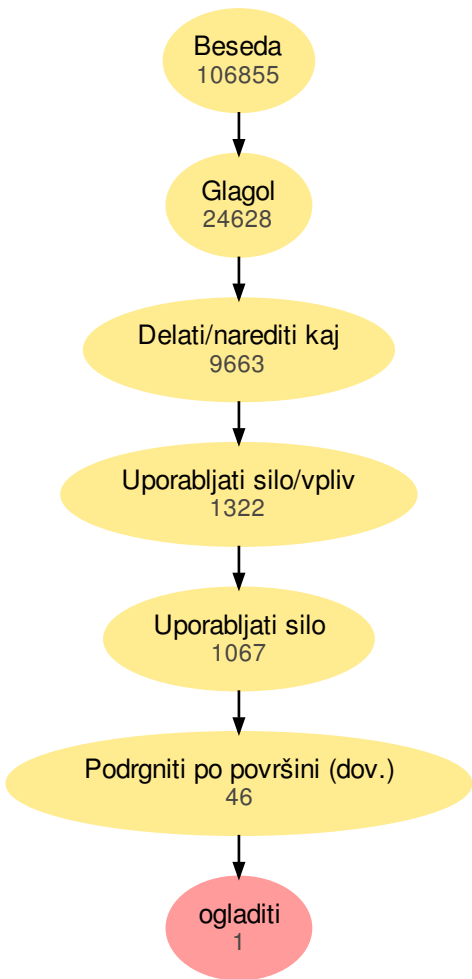 Beseda
106855
Glagol
24628
Delati/narediti kaj
9663
Uporabljati silo/vpliv
1322
Uporabljati silo
1067
Podrgniti po površini (dov.)
46
ogladiti
1